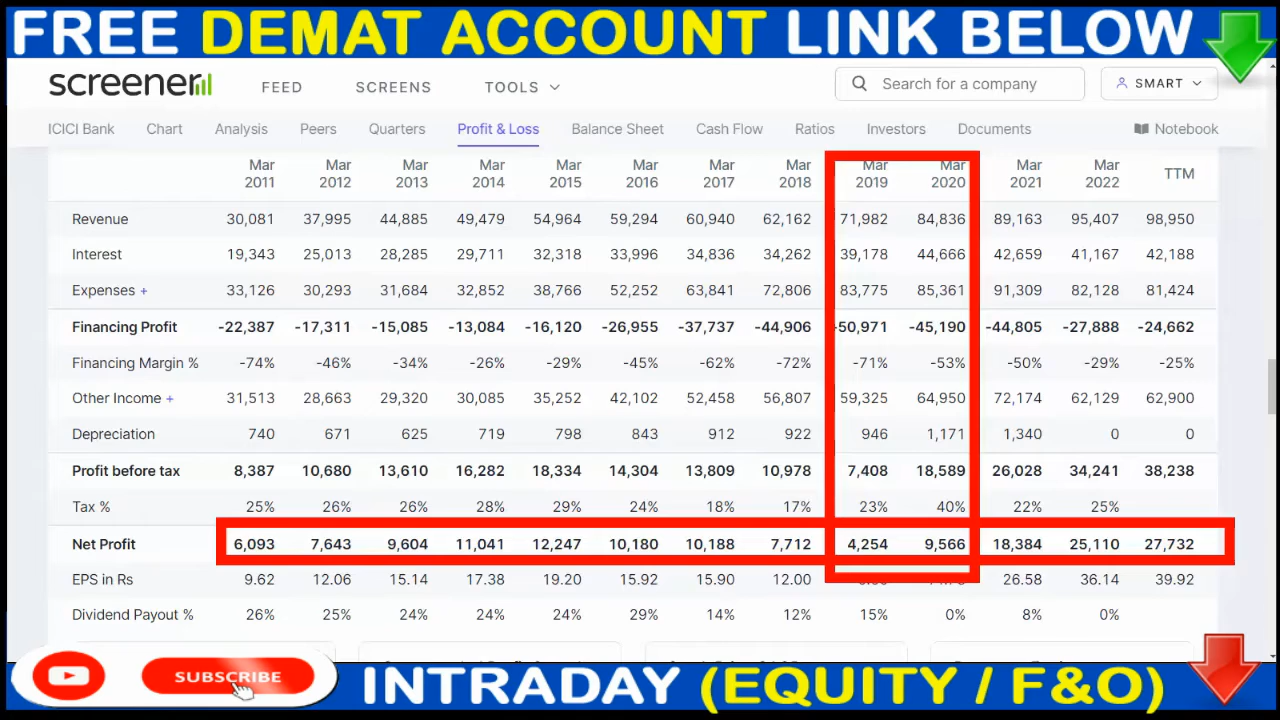 FREE DEMAT ACCOUNT LINK BELOW
screener FEED SCREENS TOOLS Search for a company SMART
ICICI Bank Chart Analysis Peers Quarters Profit & Loss Balance Sheet Cash Flow Ratios Investors Documents Notebook
Mar 2011 Mar 2012 Mar 2013 Mar 2014 Mar 2015 Mar 2016 Mar 2017 Mar 2018 Mar 2019 Mar 2020 Mar 2021 Mar 2022 TTM
Revenue 30,081 37,995 44,885 49,479 54,964 59,294 60,940 62,162 71,982 84,836 89,163 95,407 98,950
Interest 19,343 25,013 28,285 29,711 32,318 33,996 34,836 34,262 39,178 44,666 42,659 41,167 42,188
Expenses + 33,126 30,293 31,684 32,852 38,766 52,252 63,841 72,806 83,775 85,361 91,309 82,128 81,424
Financing Profit -22,387 -17,311 -15,085 -13,084 -16,120 -26,955 -37,737 -44,906 -50,971 -45,190 -44,805 -27,888 -24,662
Financing Margin % -74% -46% -34% -26% -29% -45% -62% -72% -71% -53% -50% -29% -25%
Other Income + 31,513 28,663 29,320 30,085 35,252 42,102 52,458 56,807 59,325 64,950 72,174 62,129 62,900
Depreciation 740 671 625 719 798 843 912 922 946 1,171 1,340 0 0
Profit before tax 8,387 10,680 13,610 16,282 18,334 14,304 13,809 10,978 7,408 18,589 26,028 34,241 38,238
Tax % 25% 26% 26% 28% 29% 24% 18% 17% 23% 40% 22% 25%
Net Profit 6,093 7,643 9,604 11,041 12,247 10,180 10,188 7,712 4,254 9,566 18,384 25,110 27,732
EPS in Rs 9.62 12.06 15.14 17.38 19.20 15.92 15.90 12.00 26.58 36.14 39.92
Dividend Payout % 26% 25% 24% 24% 24% 29% 14% 12% 15% 0% 8% 0%
SUBSCRIBE
INTRADAY (EQUITY / F&O)